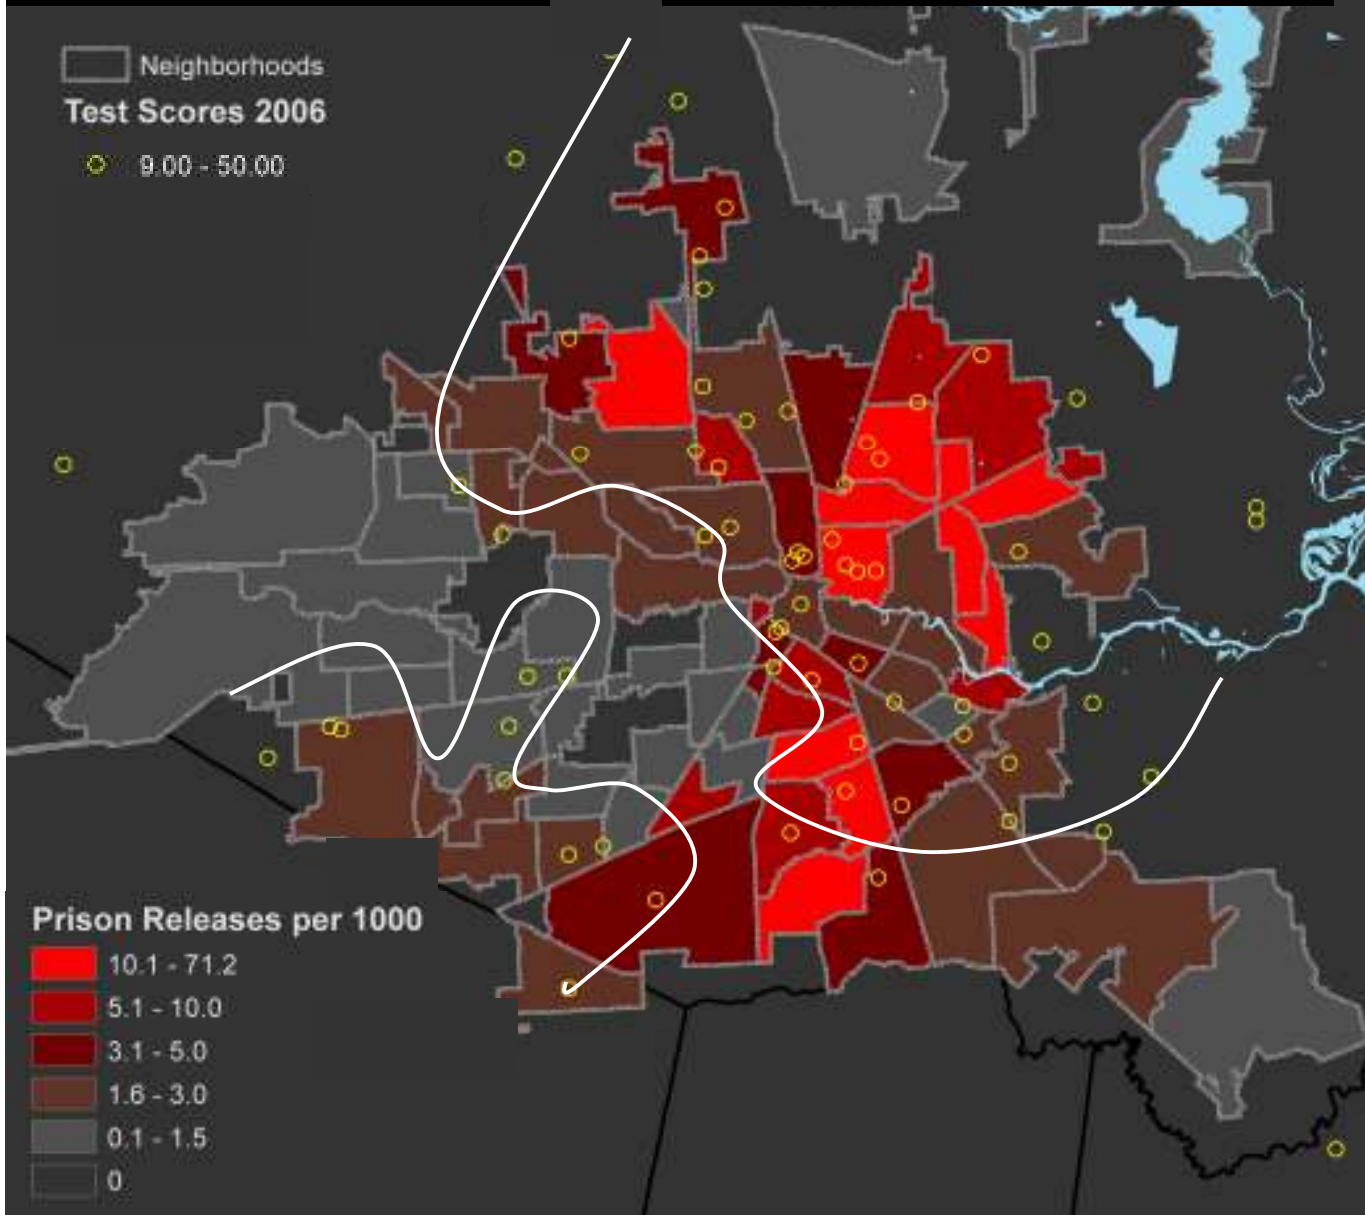 Neighborhoods
Test Scores 2006
9.00 - 50.00
Prison Releases per 1000
10.1 - 71.2
5.1 - 10.0
3.1 - 5.0
1.6 - 3.0
0.1 - 1.5
0